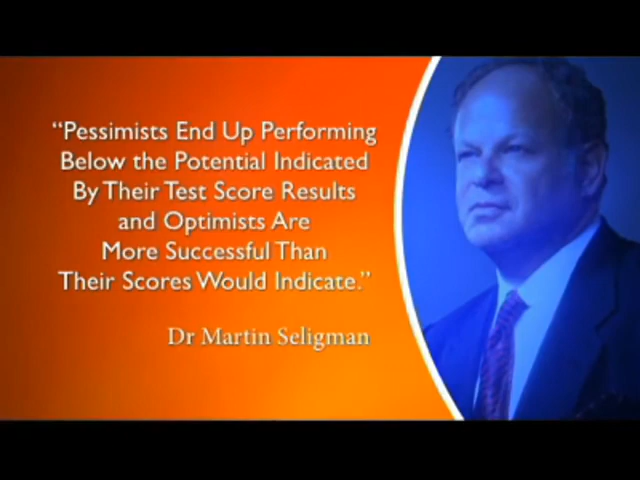 “Pessimists End Up Performing
Below the Potential Indicated
By Their Test Score Results
and Optimists Are
More Successful Than
Their Scores Would Indicate.”
Dr Martin Seligman